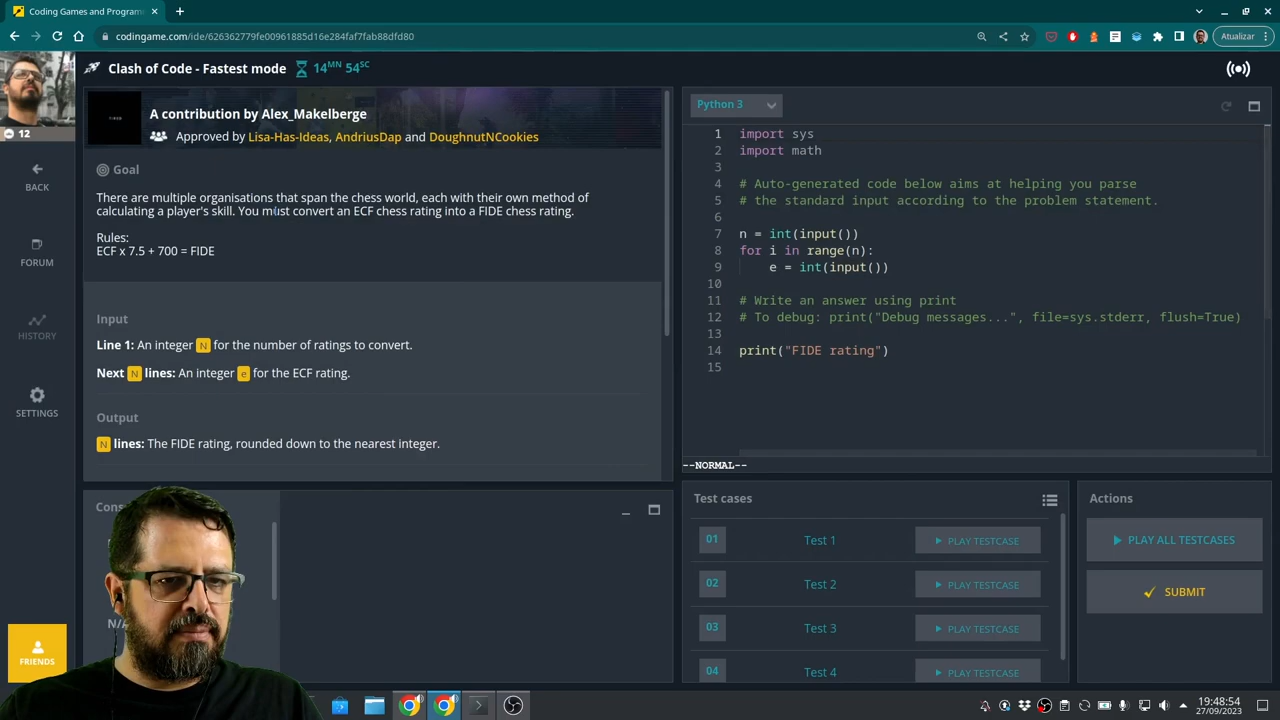 Coding Games and Programm
codingame.com/ide/626362779fe00961885d16e284faf7fab88dfd80
Atualizar
Clash of Code - Fastest mode
14MN 54SC
12
BACK
FORUM
HISTORY
SETTINGS
FRIENDS
A contribution by Alex_Makelberge
Approved by Lisa-Has-Ideas, AndriusDap and DoughnutNCookies
Goal
There are multiple organisations that span the chess world, each with their own method of
calculating a player's skill. You must convert an ECF chess rating into a FIDE chess rating.
Rules:
ECF x 7.5 + 700 = FIDE
Input
Line 1: An integer N for the number of ratings to convert.
Next N lines: An integer e for the ECF rating.
Output
N lines: The FIDE rating, rounded down to the nearest integer.
Cons
N/A
Python 3
1 import sys
2 import math
3
4 # Auto-generated code below aims at helping you parse
5 # the standard input according to the problem statement.
6
7 n = int(input())
8 for i in range(n):
9 e = int(input())
10
11 # Write an answer using print
12 # To debug: print("Debug messages...", file=sys.stderr, flush=True)
13
14 print("FIDE rating")
15
--NORMAL--
Test cases
01 Test 1 PLAY TESTCASE
02 Test 2 PLAY TESTCASE
03 Test 3 PLAY TESTCASE
04 Test 4 PLAY TESTCASE
Actions
PLAY ALL TESTCASES
SUBMIT
19:48:54
27/09/2023